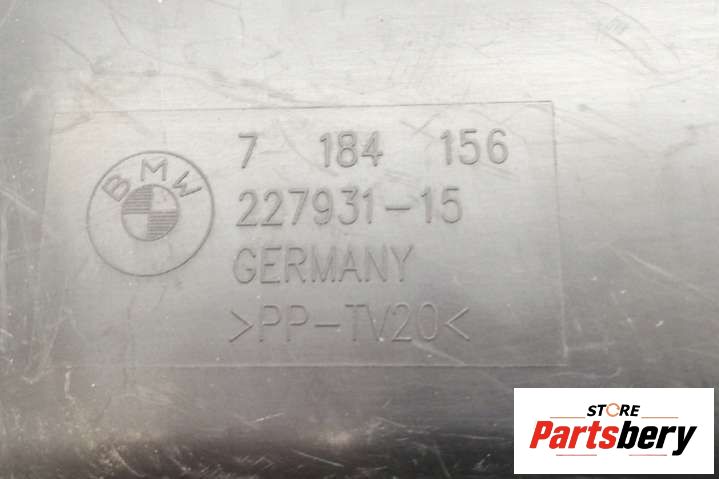 BMW
7 184 156
227931-15
GERMANY
>PP-TV20<
STORE
Partsbery